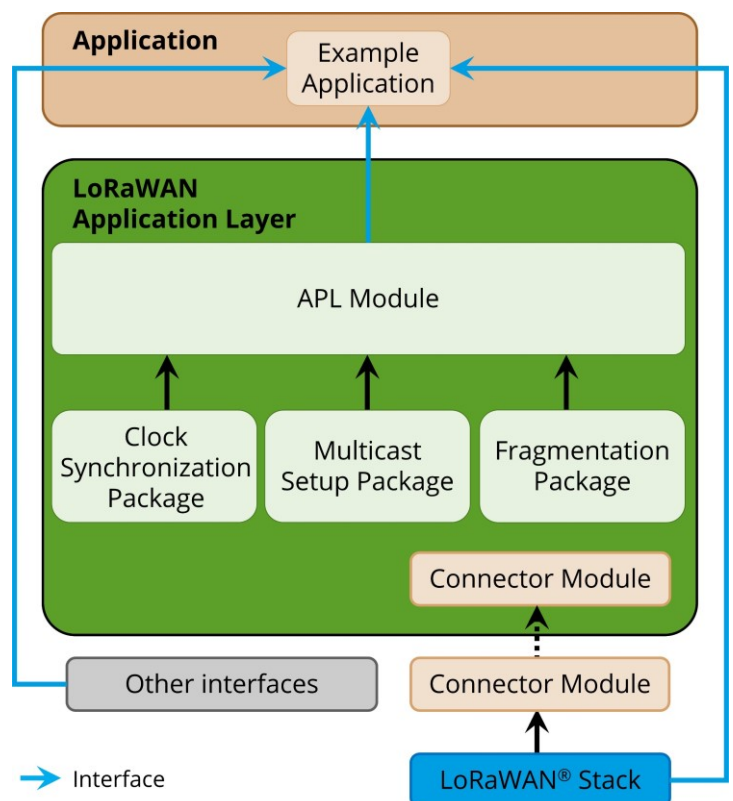 Application
Example
Application
LoRaWAN
Application Layer
APL Module
Clock
Synchronization
Package
Multicast
Setup Package
Fragmentation
Package
Connector Module
Other interfaces
Connector Module
Interface
LoRaWAN® Stack